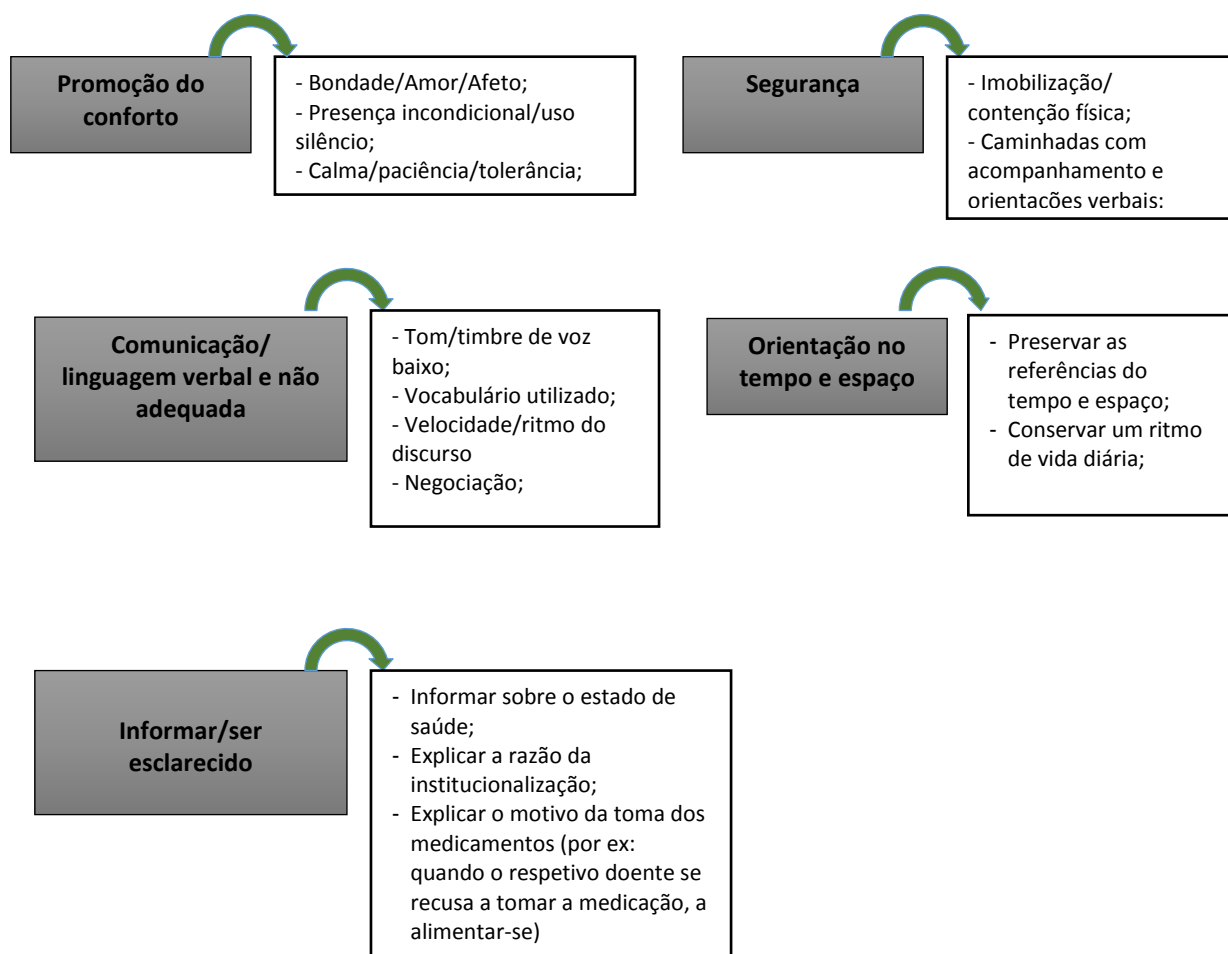 Promoção do
conforto
- Bondade/Amor/Afeto;
- Presença incondicional/uso
silêncio;
- Calma/paciência/tolerância;
Segurança
- Imobilização/
contenção física;
- Caminhadas com
acompanhamento e
orientações verbais:
Comunicação/
linguagem verbal e não
adequada
- Tom/timbre de voz
baixo;
- Vocabulário utilizado;
- Velocidade/ritmo do
discurso
- Negociação;
Orientação no
tempo e espaço
- Preservar as
referências do
tempo e espaço;
- Conservar um ritmo
de vida diária;
Informar/ser
esclarecido
- Informar sobre o estado de
saúde;
- Explicar a razão da
institucionalização;
- Explicar o motivo da toma dos
medicamentos (por ex:
quando o respetivo doente se
recusa a tomar a medicação, a
alimentar-se)